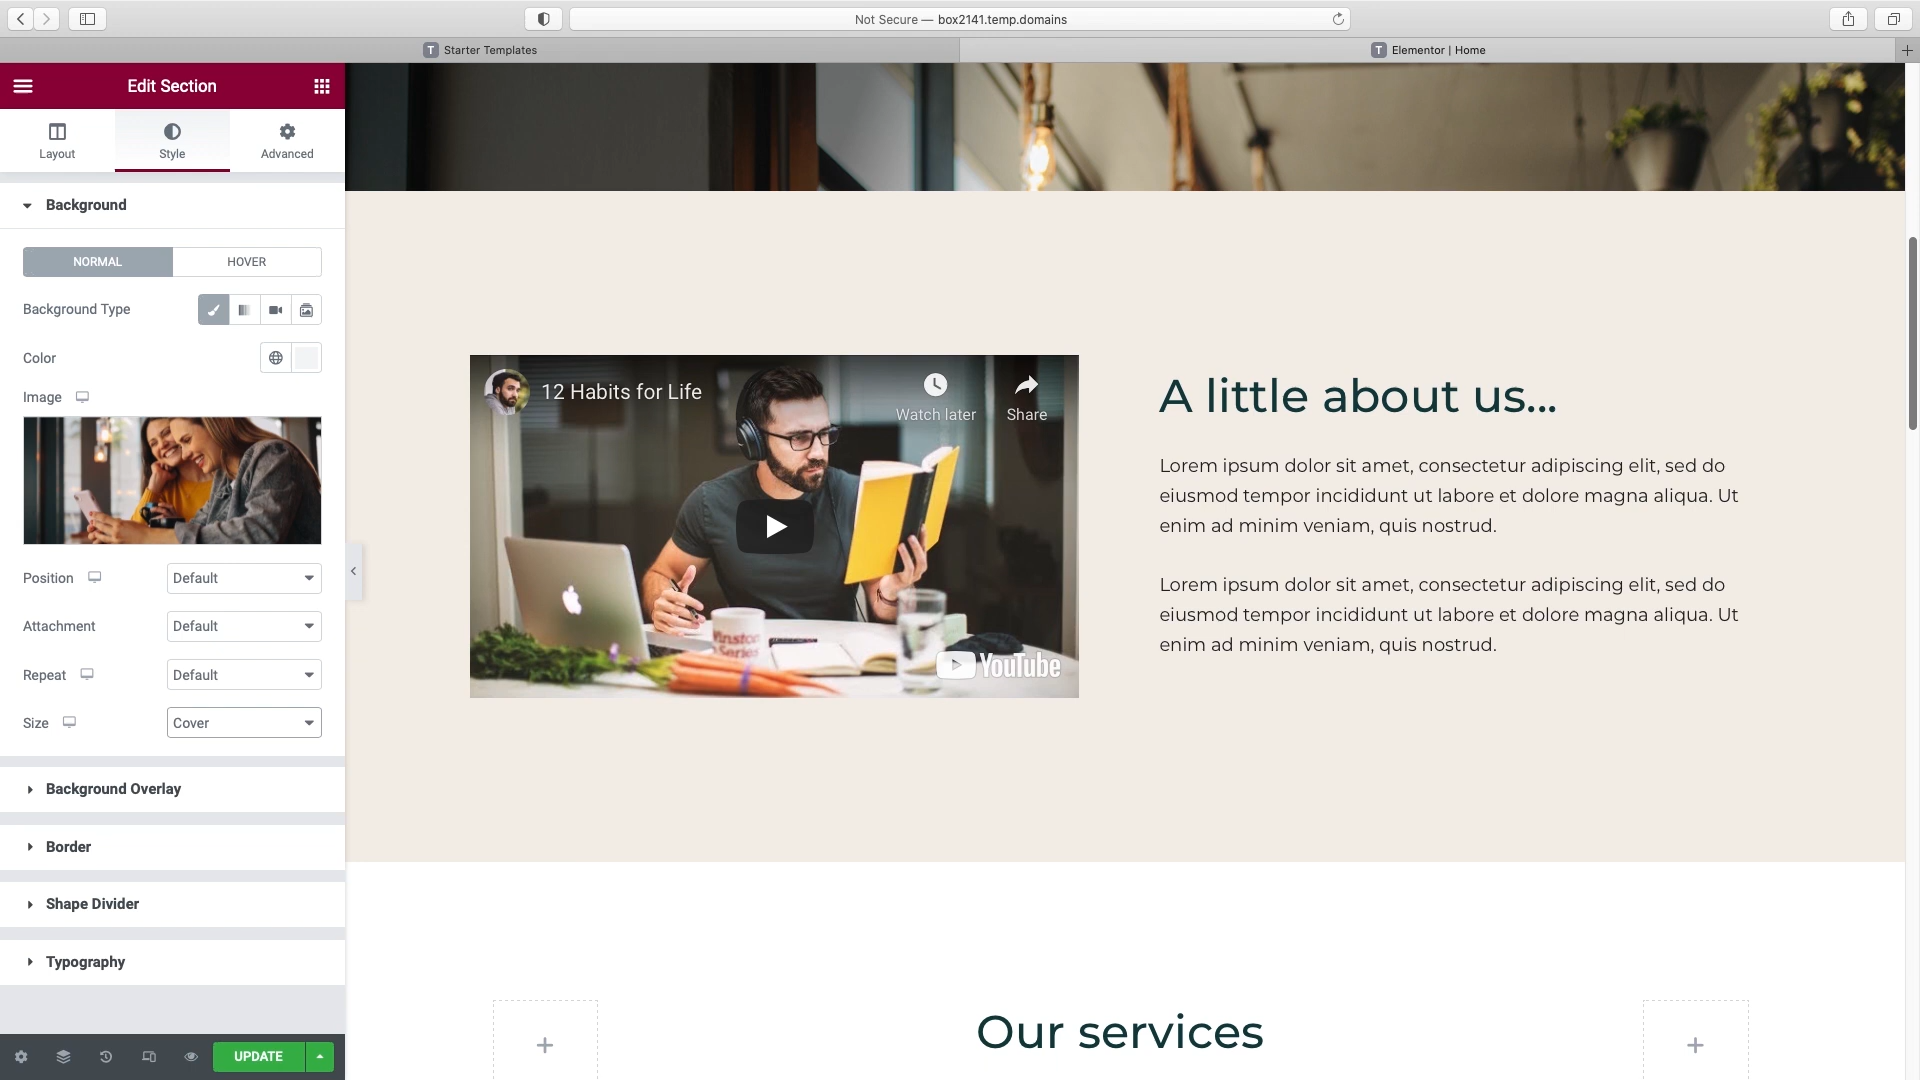 Not Secure — box2141.temp.domains
T Starter Templates
T Elementor | Home
Edit Section
Layout
Style
Advanced
Background
NORMAL
HOVER
Background Type
Color
Image
Position
Default
Attachment
Default
Repeat
Default
Size
Cover
Background Overlay
Border
Shape Divider
Typography
UPDATE
12 Habits for Life
Watch later
Share
Winston
Series
YouTube
A little about us...
Lorem ipsum dolor sit amet, consectetur adipiscing elit, sed do
eiusmod tempor incididunt ut labore et dolore magna aliqua. Ut
enim ad minim veniam, quis nostrud.
Lorem ipsum dolor sit amet, consectetur adipiscing elit, sed do
eiusmod tempor incididunt ut labore et dolore magna aliqua. Ut
enim ad minim veniam, quis nostrud.
Our services